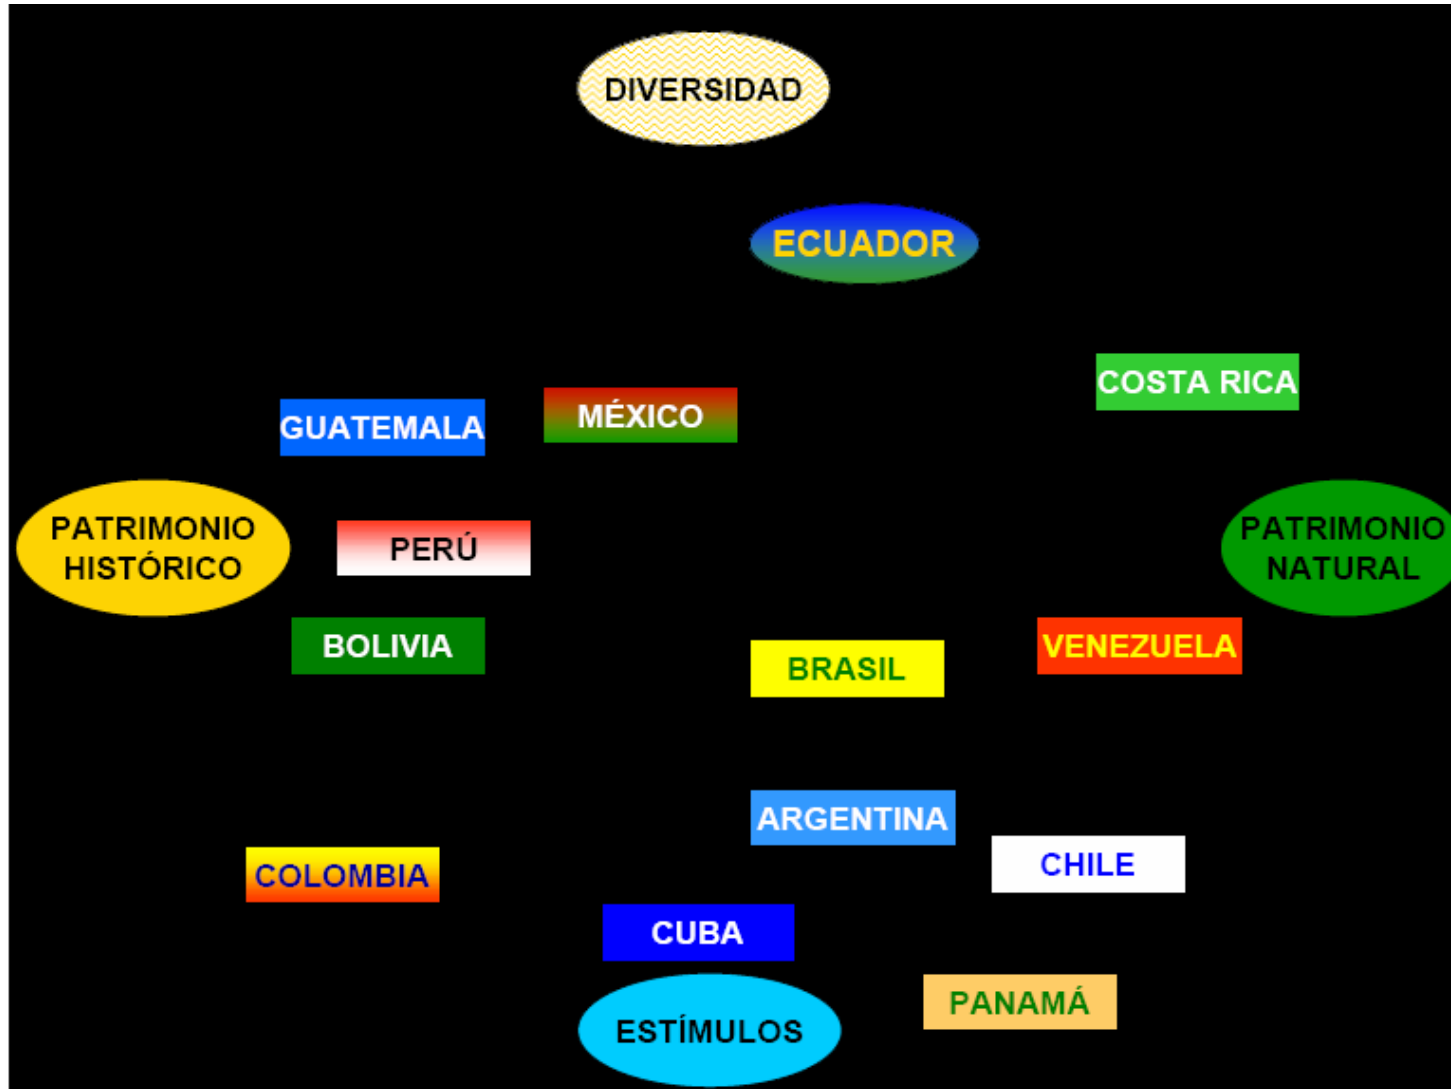 DIVERSIDAD
ECUADOR
COSTA RICA
GUATEMALA
MÉXICO
PATRIMONIO
HISTÓRICO
PERÚ
PATRIMONIO
NATURAL
BOLIVIA
BRASIL
VENEZUELA
ARGENTINA
COLOMBIA
CHILE
CUBA
PANAMÁ
ESTÍMULOS